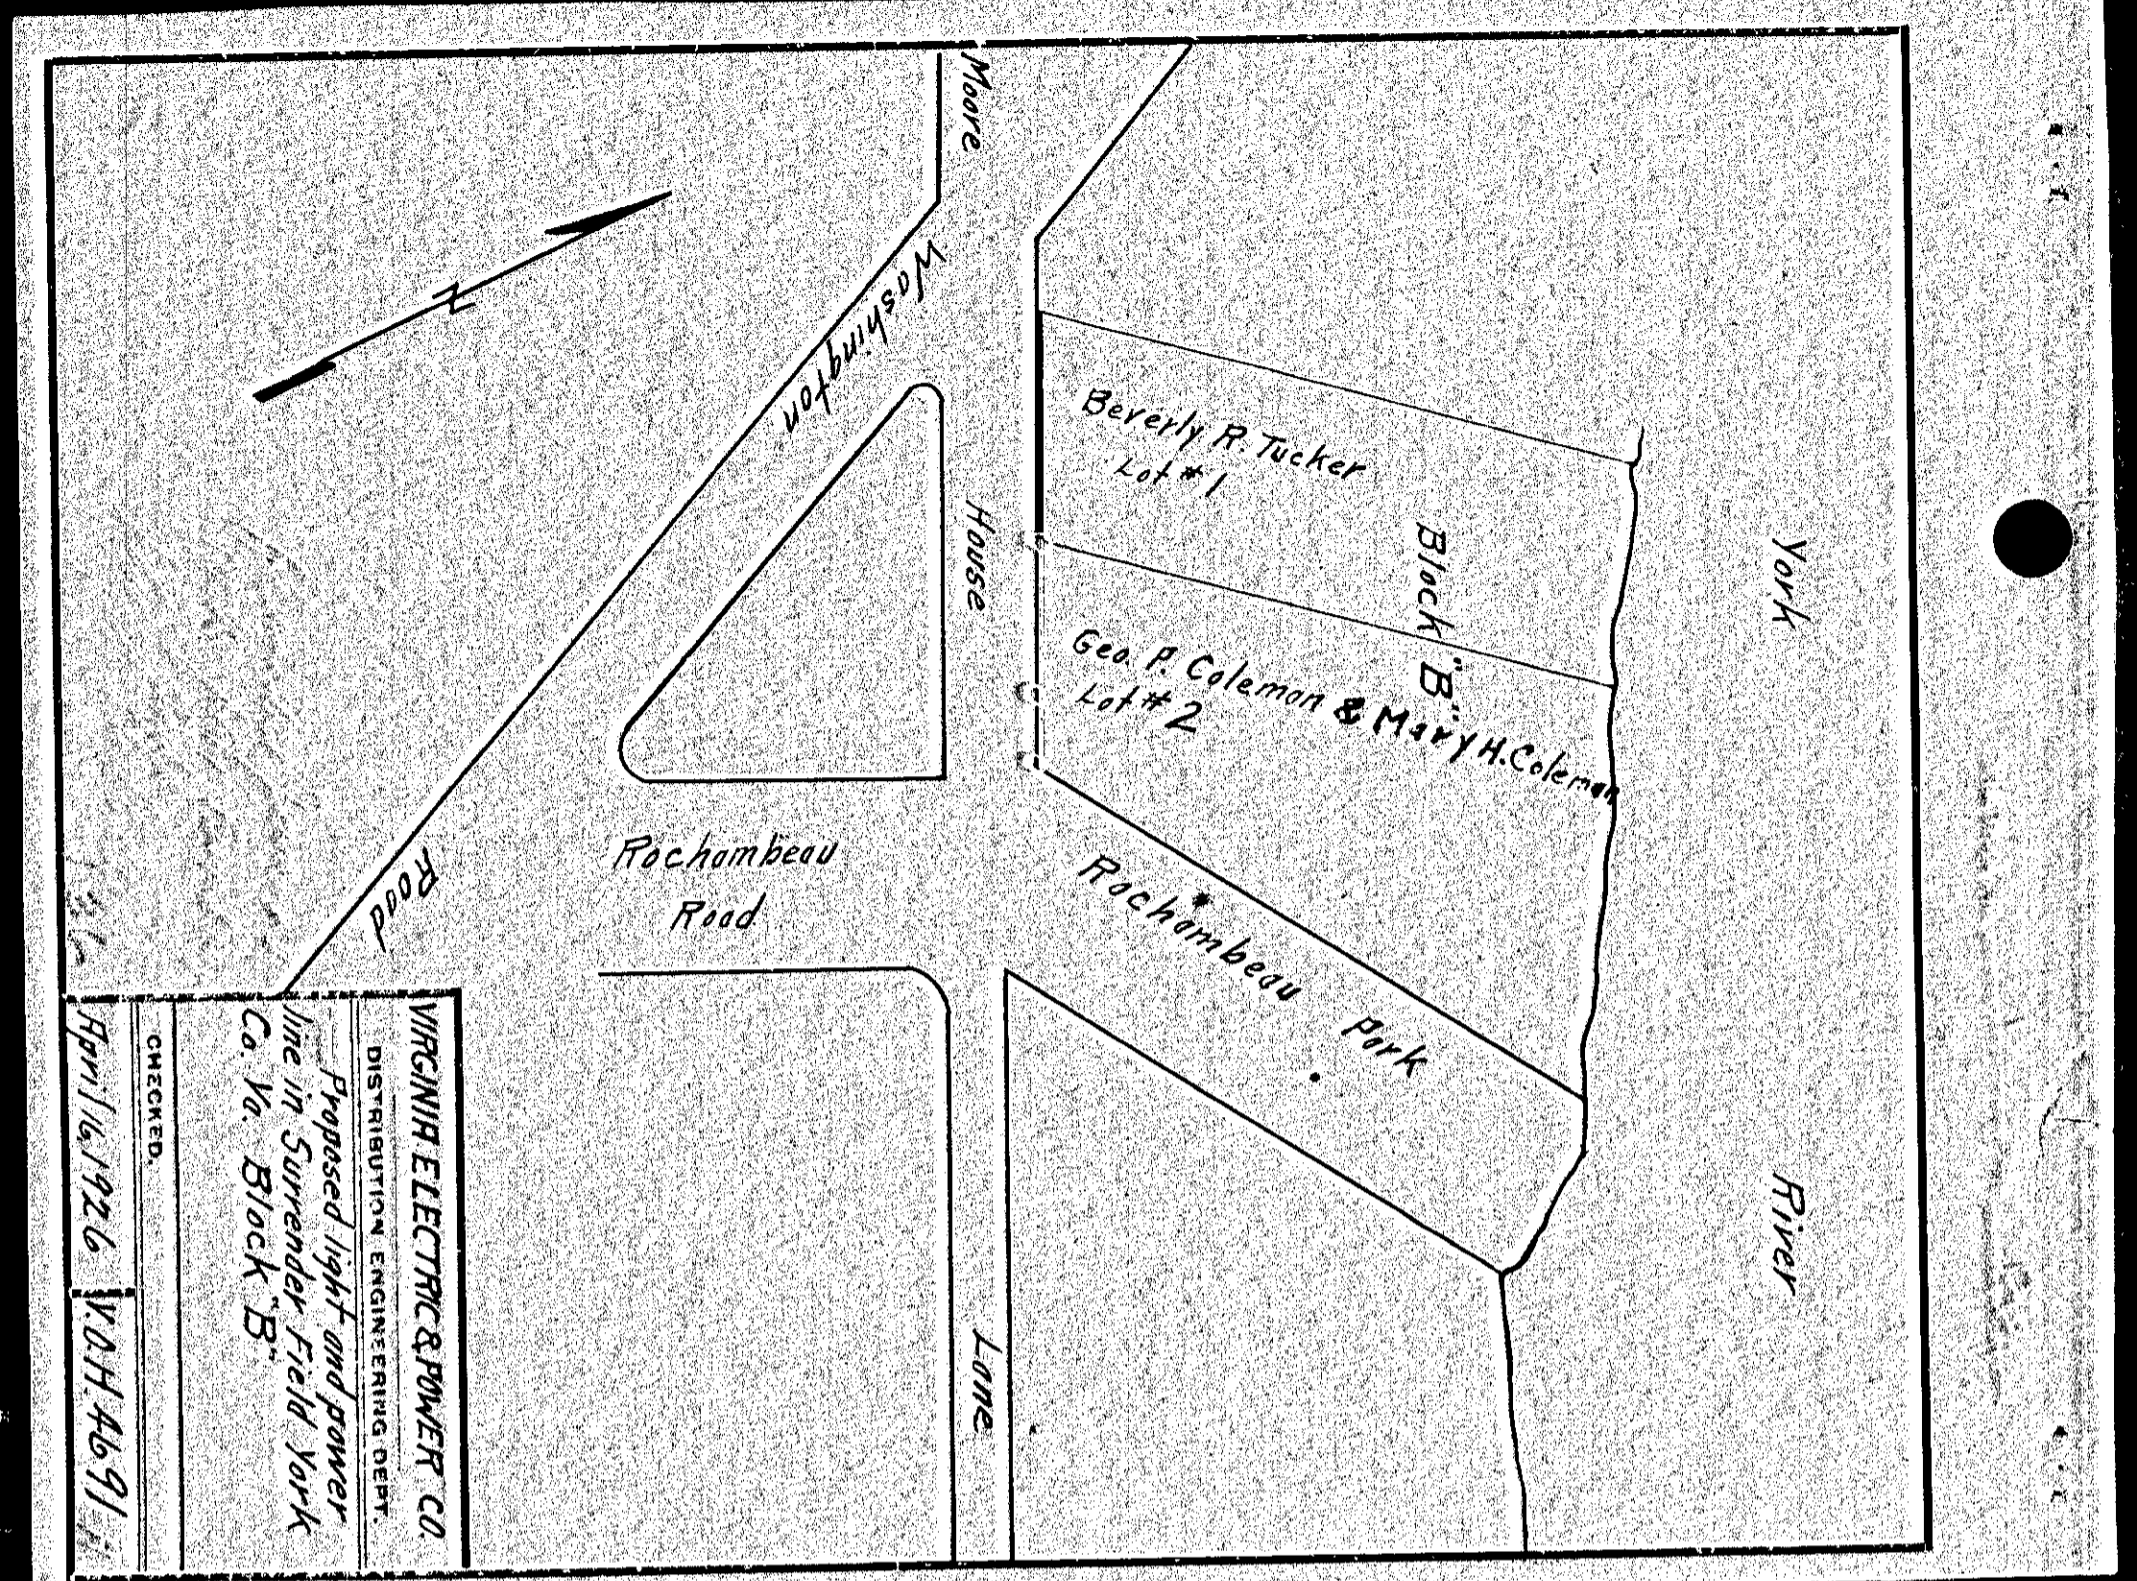 York River
Block "B"
Beverly R. Tucker
Lot # 1
Geo. P. Coleman & Mary H. Coleman
Lot # 2
Rochambeau Park
Moore House Lane
Washington Road
Rochambeau
Road
N
VIRGINIA ELECTRIC & POWER CO.
DISTRIBUTION ENGINEERING DEPT.
Proposed light and power
line in Surrender Field York
Co. Va. Block "B"
CHECKED.
April 16, 1926
V.O.H. A691